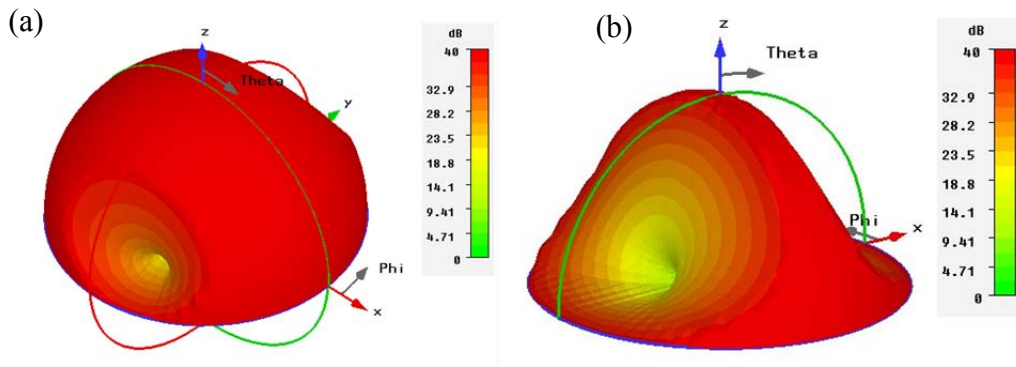 (a)
z
Theta
y
Phi
x
dB
40
32.9
28.2
23.5
18.8
14.1
9.41
4.71
0
(b)
z
Theta
Phi
x
dB
40
32.9
28.2
23.5
18.8
14.1
9.41
4.71
0